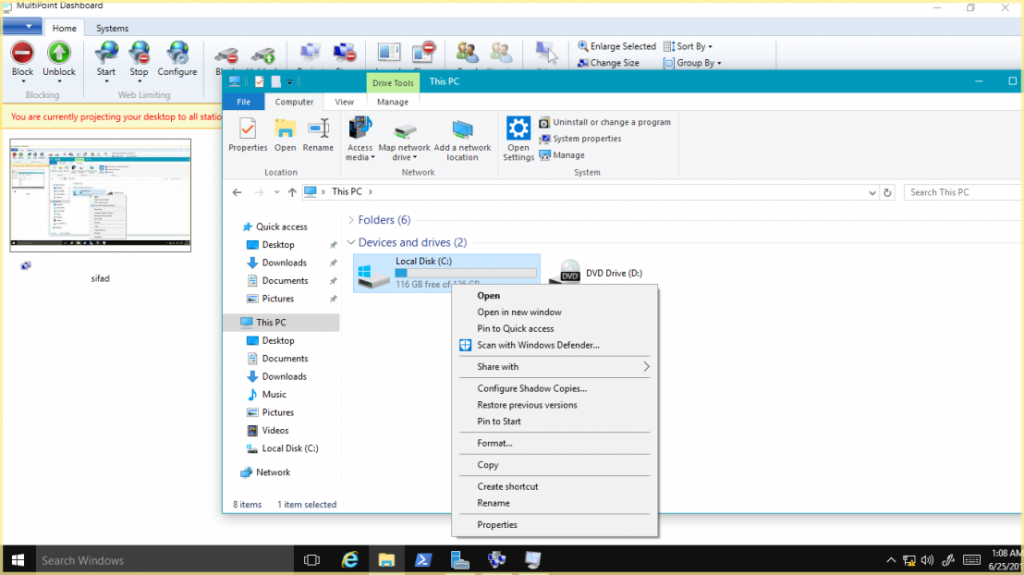 MultiPoint Dashboard
Home Systems
Block Unblock Start Stop Configure
Enlarge Selected Sort By
Change Size Group By
Blocking Web Limiting
You are currently projecting your desktop to all statio
sifad
Drive Tools This PC
File Computer View Manage
Properties Open Rename
Access media Map network drive Add a network location
Open Settings
Uninstall or change a program
System properties
Manage
Location Network System
This PC
Search This PC
Quick access
Desktop
Downloads
Documents
Pictures
This PC
Desktop
Documents
Downloads
Music
Pictures
Videos
Local Disk (C:)
Network
Folders (6)
Devices and drives (2)
Local Disk (C:)
116 GB free of 126 GB
DVD
DVD Drive (D:)
Open
Open in new window
Pin to Quick access
Scan with Windows Defender...
Share with
Configure Shadow Copies...
Restore previous versions
Pin to Start
Format...
Copy
Create shortcut
Rename
Properties
8 items 1 item selected
Search Windows
1:08 AM
6/25/201